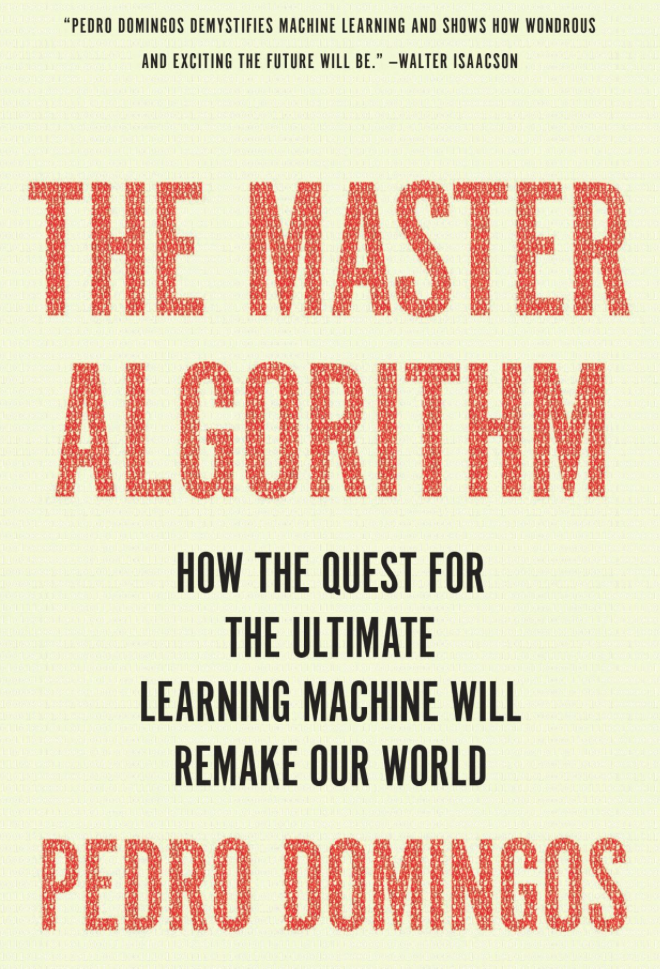 “PEDRO DOMINGOS DEMYSTIFIES MACHINE LEARNING AND SHOWS HOW WONDROUS
AND EXCITING THE FUTURE WILL BE.” –WALTER ISAACSON
THE MASTER
ALGORITHM
HOW THE QUEST FOR
THE ULTIMATE
LEARNING MACHINE WILL
REMAKE OUR WORLD
PEDRO DOMINGOS